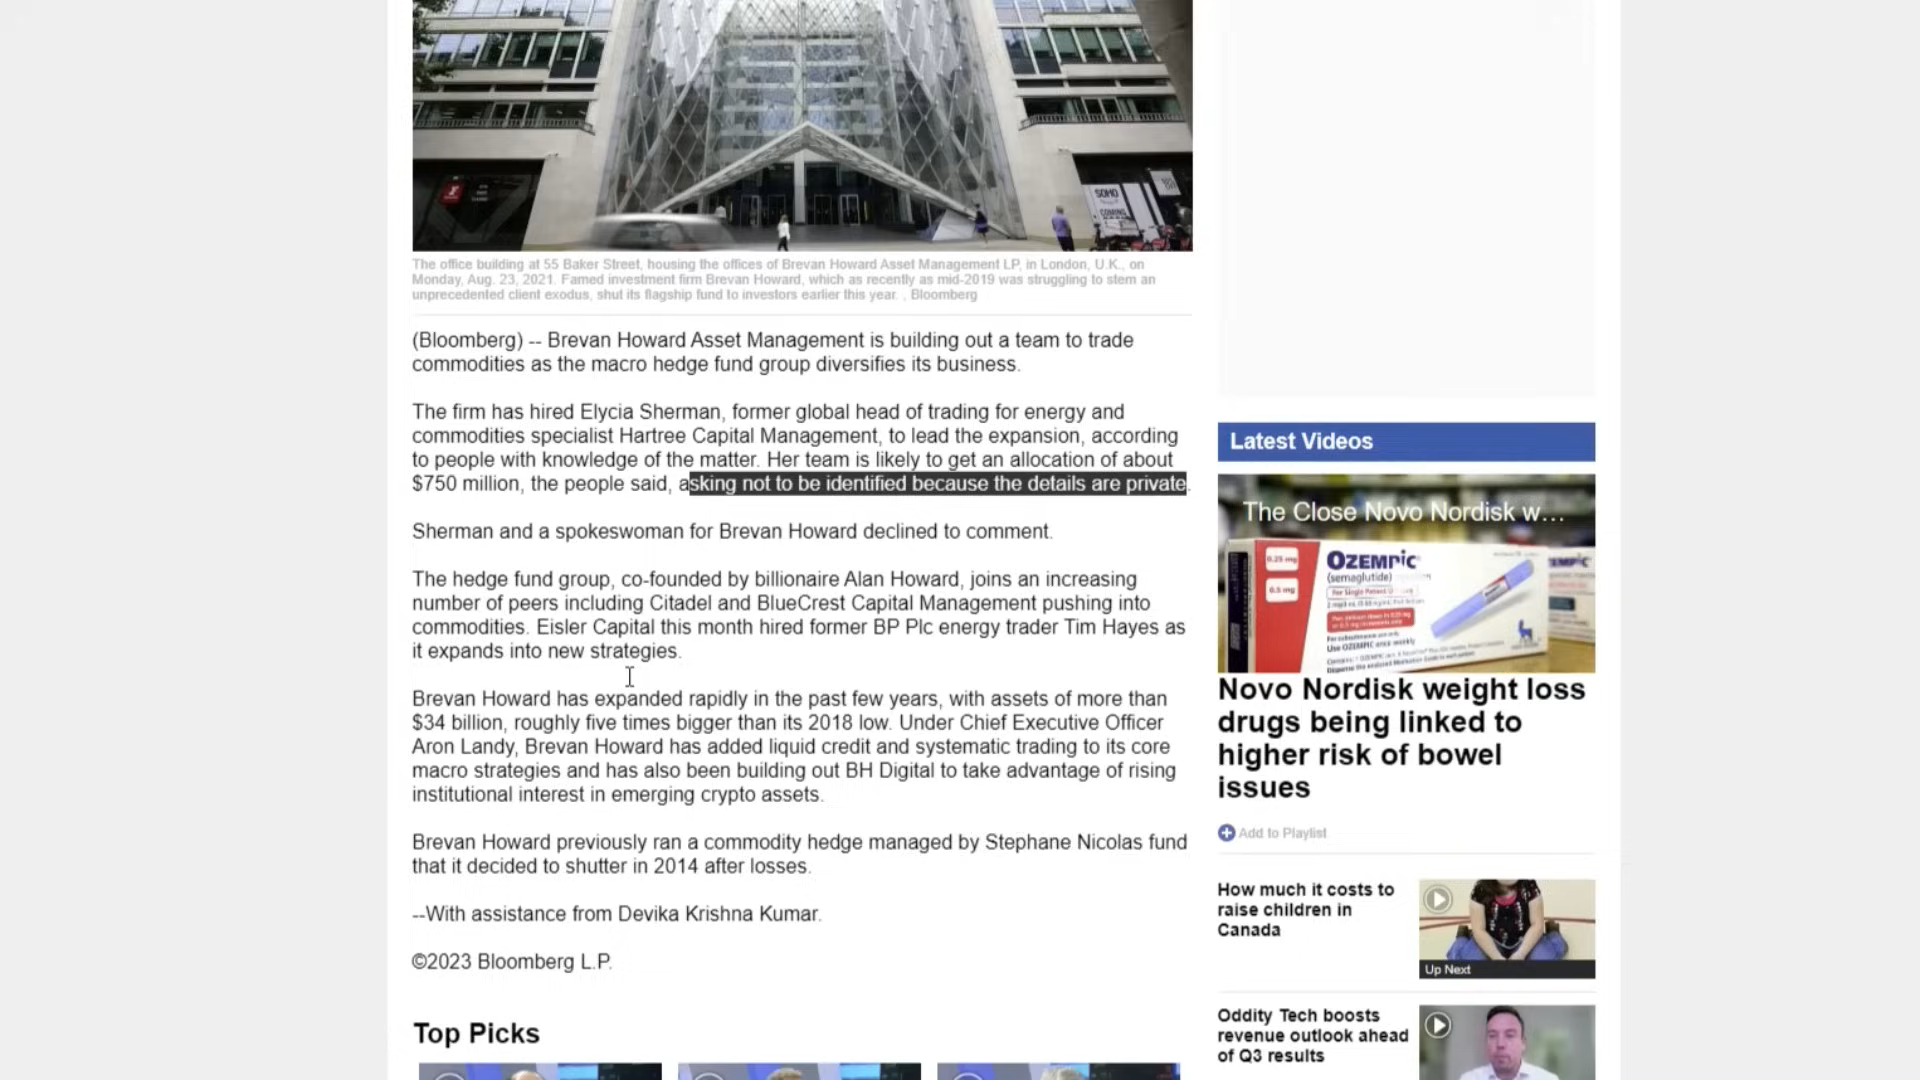 SOHO
COMING
The office building at 55 Baker Street, housing the offices of Brevan Howard Asset Management LP, in London, U.K., on
Monday, Aug. 23, 2021. Famed investment firm Brevan Howard, which as recently as mid-2019 was struggling to stem an
unprecedented client exodus, shut its flagship fund to investors earlier this year. , Bloomberg
(Bloomberg) -- Brevan Howard Asset Management is building out a team to trade
commodities as the macro hedge fund group diversifies its business.
The firm has hired Elycia Sherman, former global head of trading for energy and
commodities specialist Hartree Capital Management, to lead the expansion, according
to people with knowledge of the matter. Her team is likely to get an allocation of about
$750 million, the people said, asking not to be identified because the details are private.
Sherman and a spokeswoman for Brevan Howard declined to comment.
The hedge fund group, co-founded by billionaire Alan Howard, joins an increasing
number of peers including Citadel and BlueCrest Capital Management pushing into
commodities. Eisler Capital this month hired former BP Plc energy trader Tim Hayes as
it expands into new strategies.
Brevan Howard has expanded rapidly in the past few years, with assets of more than
$34 billion, roughly five times bigger than its 2018 low. Under Chief Executive Officer
Aron Landy, Brevan Howard has added liquid credit and systematic trading to its core
macro strategies and has also been building out BH Digital to take advantage of rising
institutional interest in emerging crypto assets.
Brevan Howard previously ran a commodity hedge managed by Stephane Nicolas fund
that it decided to shutter in 2014 after losses.
--With assistance from Devika Krishna Kumar.
©2023 Bloomberg L.P.
Top Picks
Latest Videos
The Close Novo Nordisk w...
0.25 mg
0.5 mg
OZEMPIC
(semaglutide)
Use OZEMPIC once weekly
Novo Nordisk weight loss
drugs being linked to
higher risk of bowel
issues
Add to Playlist
How much it costs to
raise children in
Canada
Up Next
Oddity Tech boosts
revenue outlook ahead
of Q3 results